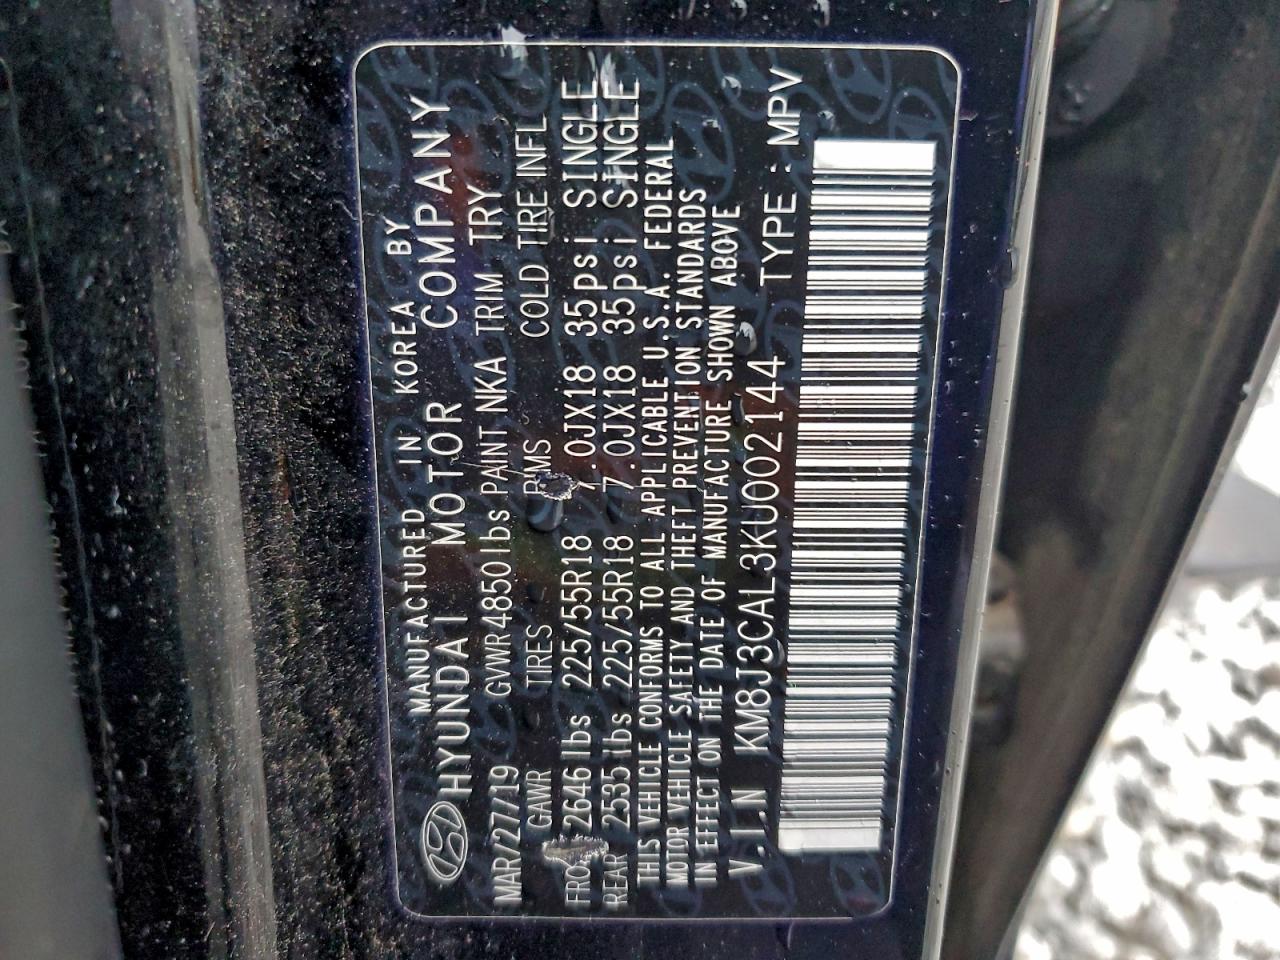 MANUFACTURED IN KOREA BY
HYUNDAI MOTOR COMPANY
MAR/27/19 GVWR4850lbs PAINT NKA TRIM TRY
GAWR TIRES RMS COLD TIRE INFL
FRO 2646lbs 225/55R18 7.0JX18 35psi SINGLE
REAR 2535lbs 225/55R18 7.0JX18 35psi SINGLE
THIS VEHICLE CONFORMS TO ALL APPLICABLE U.S.A. FEDERAL
MOTOR VEHICLE SAFETY AND THEFT PREVENTION STANDARDS
IN EFFECT ON THE DATE OF MANUFACTURE SHOWN ABOVE
V.I.N KM8J3CAL3KU002144 TYPE : MPV